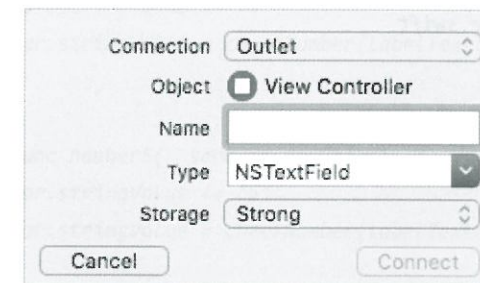 Connection Outlet
Object View Controller
Name
Type NSTextField
Storage Strong
Cancel Connect